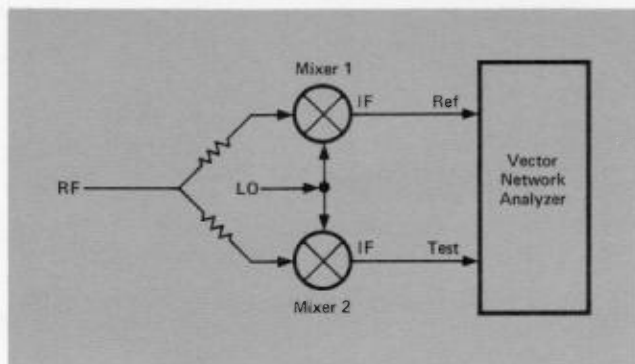 Mixer 1
IF Ref
RF
LO
Vector
Network
Analyzer
IF Test
Mixer 2